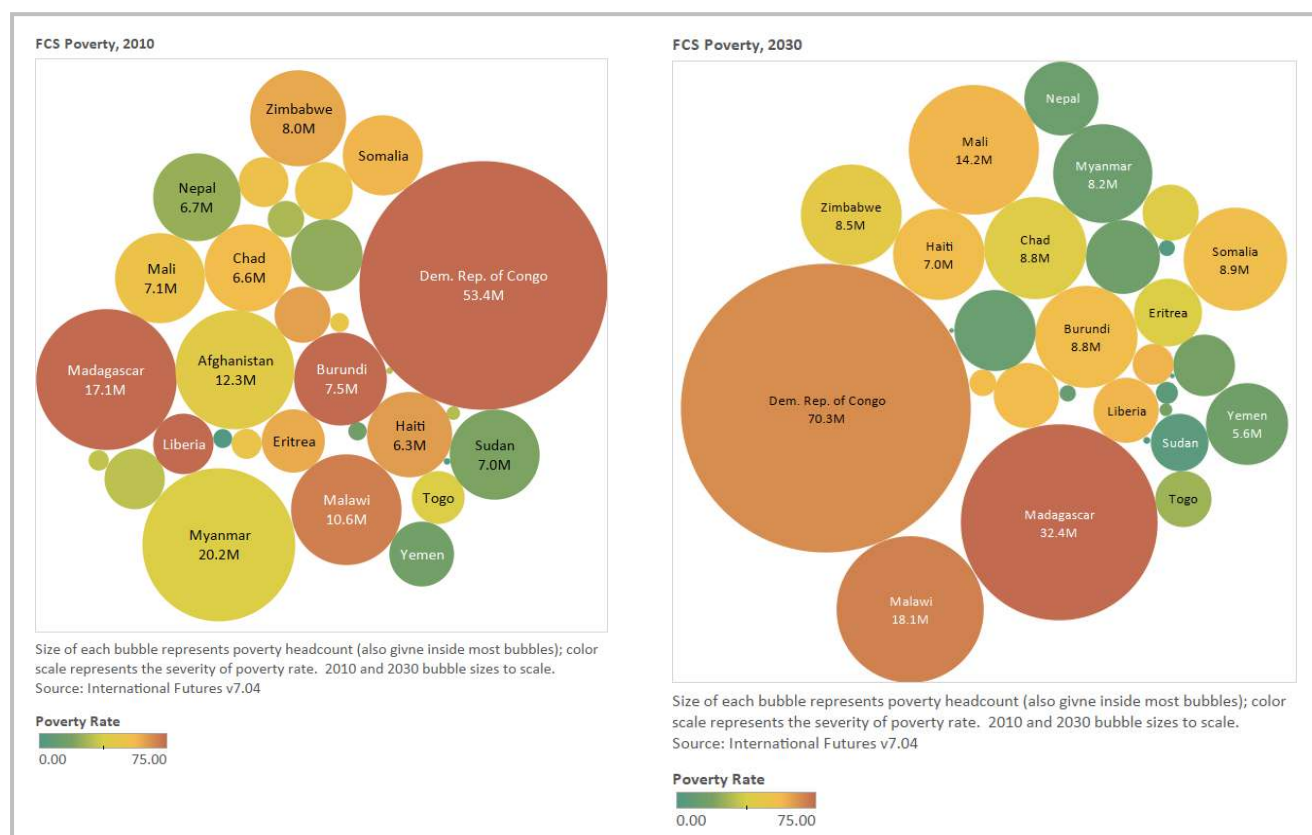 FCS Poverty, 2010
Zimbabwe
8.0M
Somalia
Nepal
6.7M
Mali
7.1M
Chad
6.6M
Dem. Rep. of Congo
53.4M
Madagascar
17.1M
Afghanistan
12.3M
Burundi
7.5M
Liberia
Eritrea
Haiti
6.3M
Sudan
7.0M
Myanmar
20.2M
Malawi
10.6M
Togo
Yemen
Size of each bubble represents poverty headcount (also givne inside most bubbles); color
scale represents the severity of poverty rate. 2010 and 2030 bubble sizes to scale.
Source: International Futures v7.04
Poverty Rate
0.00 75.00
FCS Poverty, 2030
Nepal
Mali
14.2M
Myanmar
8.2M
Zimbabwe
8.5M
Haiti
7.0M
Chad
8.8M
Somalia
8.9M
Eritrea
Burundi
8.8M
Dem. Rep. of Congo
70.3M
Liberia
Yemen
5.6M
Sudan
Togo
Madagascar
32.4M
Malawi
18.1M
Size of each bubble represents poverty headcount (also givne inside most bubbles); color
scale represents the severity of poverty rate. 2010 and 2030 bubble sizes to scale.
Source: International Futures v7.04
Poverty Rate
0.00 75.00